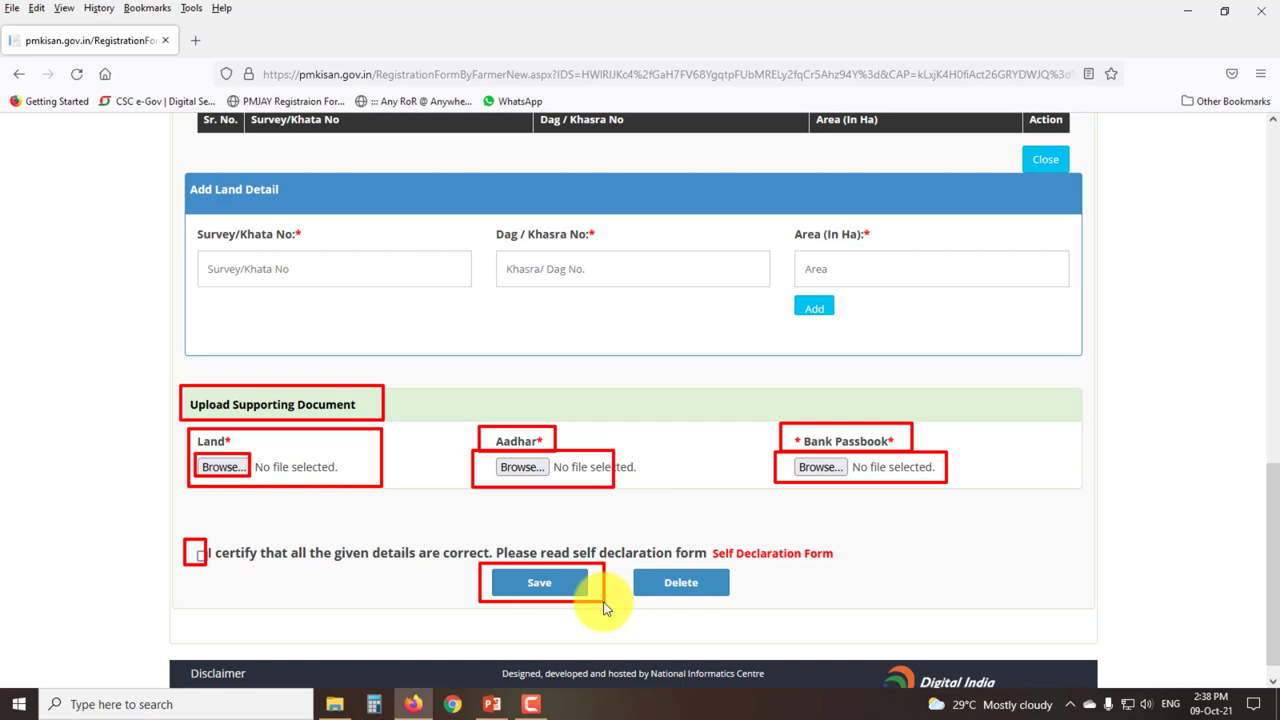 File Edit View History Bookmarks Tools Help
pmkisan.gov.in/RegistrationFor
https://pmkisan.gov.in/RegistrationFormByFarmerNew.aspx?IDS=HWlRlJKc4%2fGaH7FV68YgqtpFUbMRELy2fqCr5Ahz94Y%3d&CAP=kLxjK4H0fiAct26GRYDWJQ%3d
Getting Started CSC e-Gov | Digital Se... PMJAY Registraion For... ::: Any RoR @ Anywhe... WhatsApp Other Bookmarks
Sr. No. Survey/Khata No Dag / Khasra No Area (In Ha) Action
Close
Add Land Detail
Survey/Khata No:* Dag / Khasra No:* Area (In Ha):*
Survey/Khata No Khasra/ Dag No. Area
Add
Upload Supporting Document
Land* Aadhar* * Bank Passbook*
Browse... No file selected. Browse... No file selected. Browse... No file selected.
I certify that all the given details are correct. Please read self declaration form Self Declaration Form
Save Delete
Disclaimer Designed, developed and hosted by National Informatics Centre Digital India
Type here to search 29°C Mostly cloudy ENG 2:38 PM
09-Oct-21